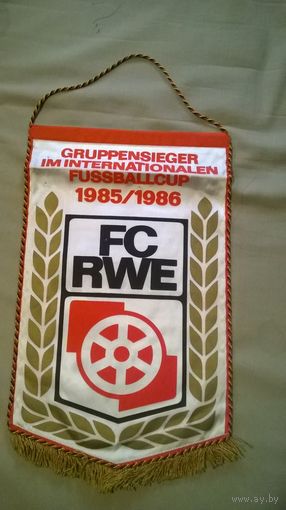 GRUPPENSIEGER
IM INTERNATIONALEN
FUSSBALLCUP
1985/1986
FC
RWE
www.ay.by